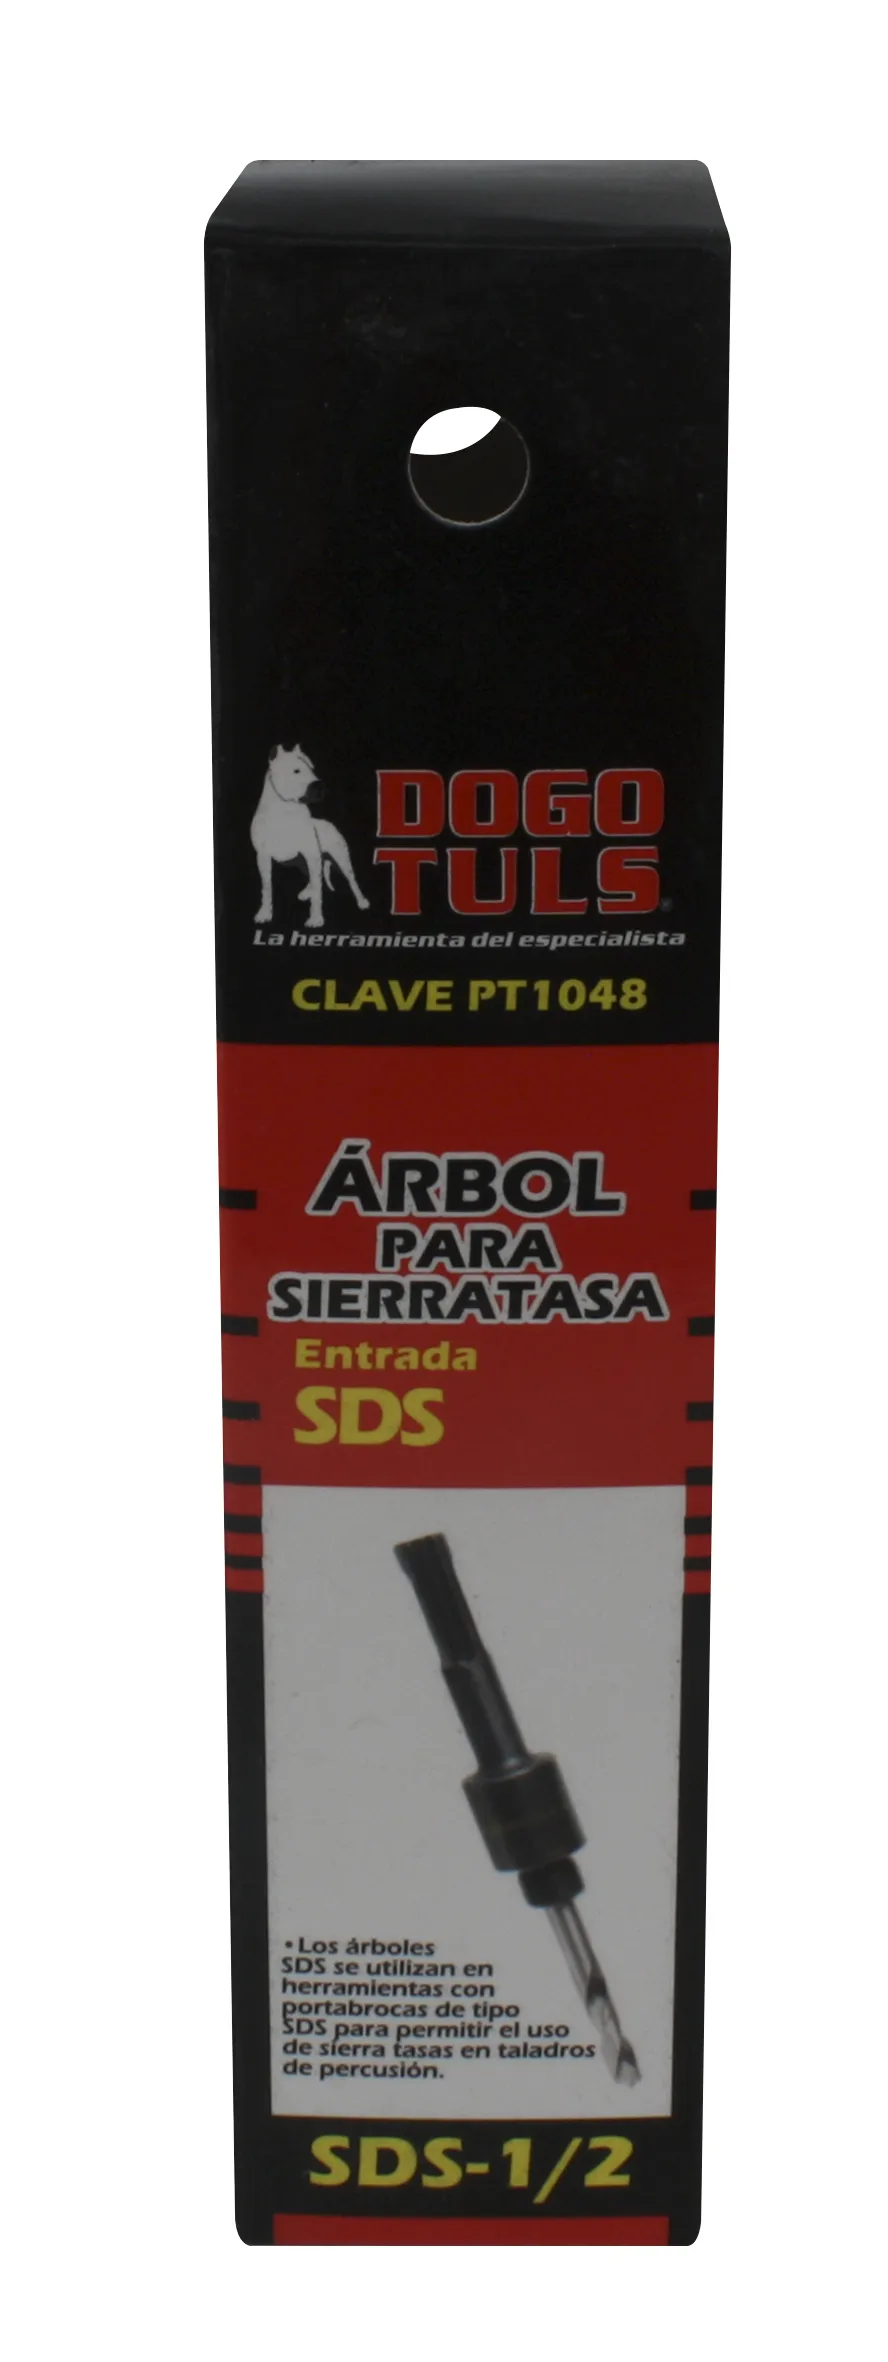 DOGO
TULS®
La herramienta del especialista
CLAVE PT1048
ÁRBOL
PARA
SIERRATASA
Entrada
SDS
• Los árboles
SDS se utilizan en
herramientas con
portabrocas de tipo
SDS para permitir el uso
de sierra tasas en taladros
de percusión.
SDS-1/2